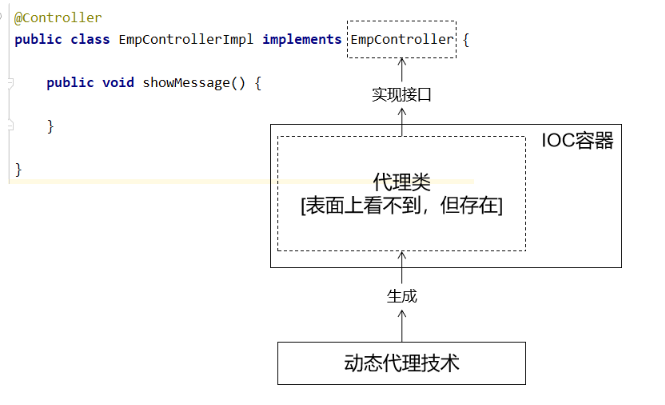 @Controller
public class EmpControllerImpl implements EmpController {
public void showMessage() {
}
}
实现接口
IOC容器
代理类
[表面上看不到，但存在]
生成
动态代理技术